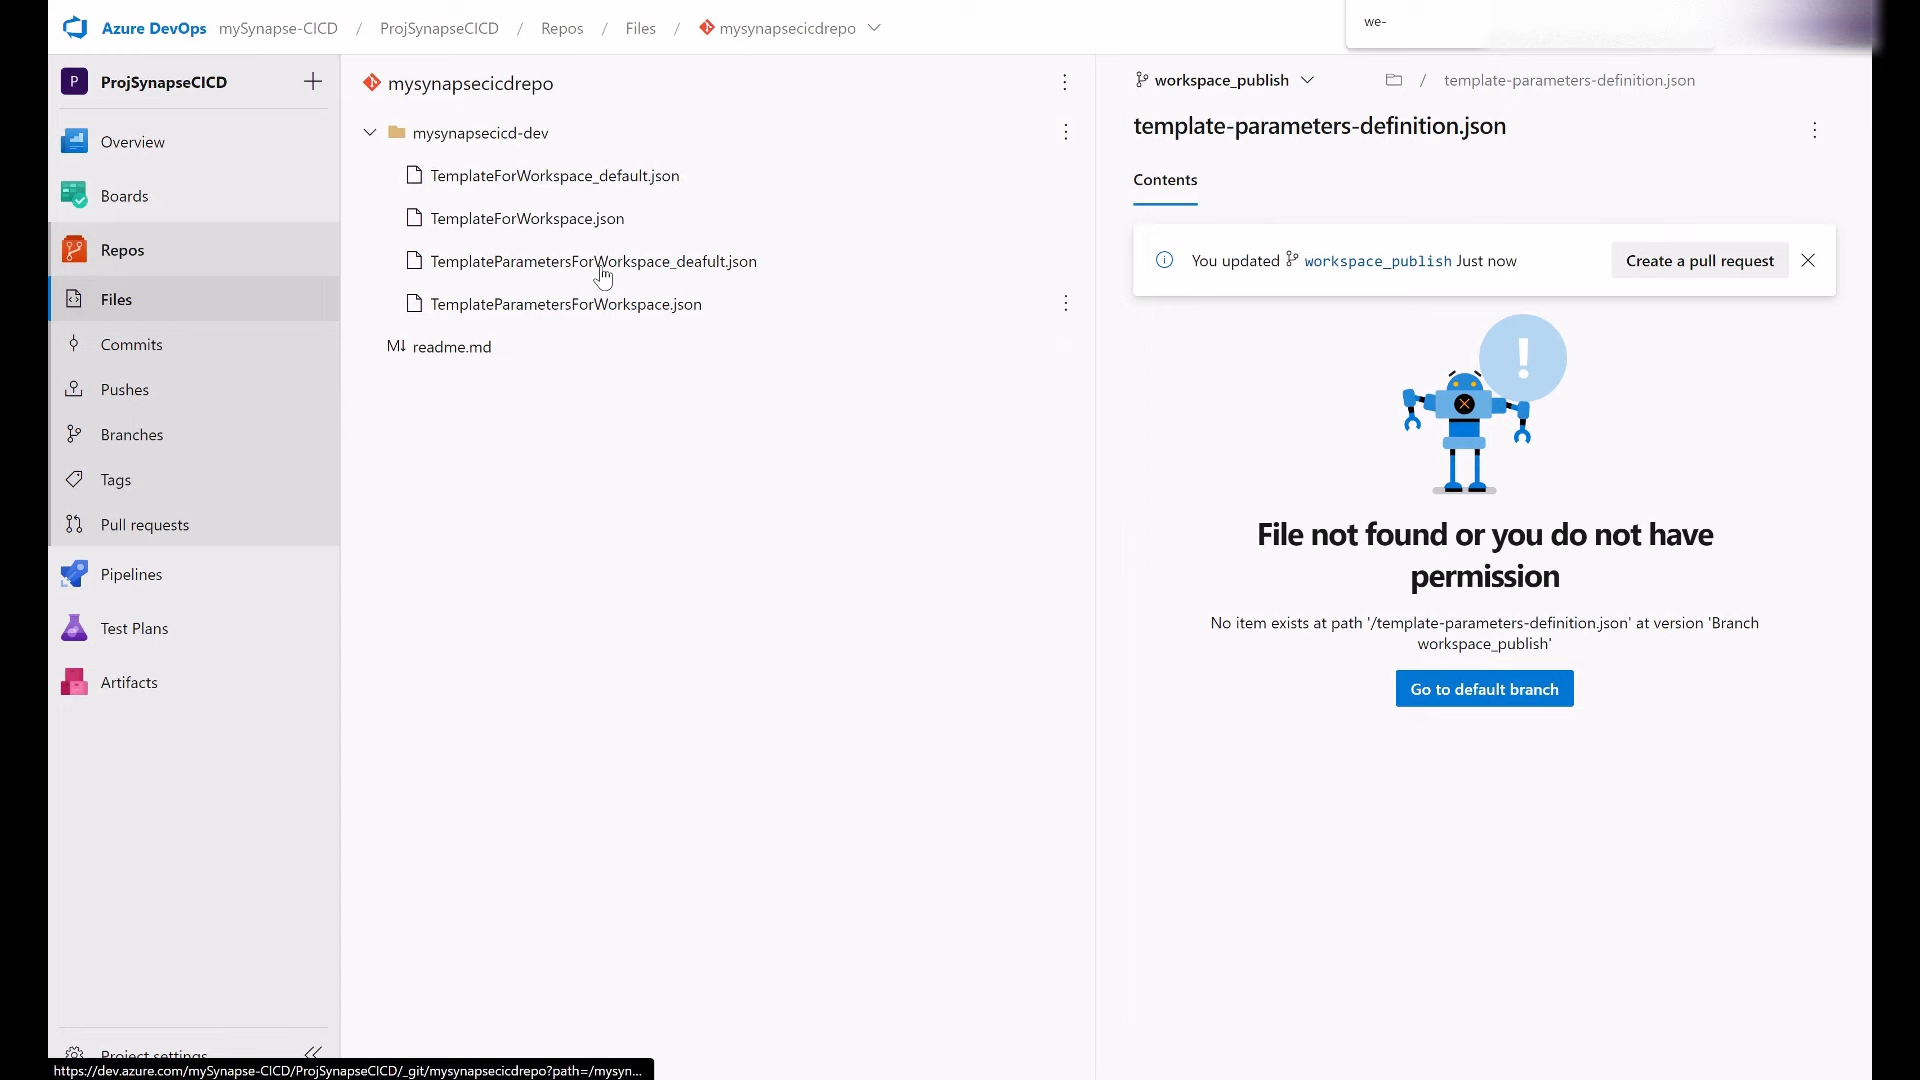 Azure DevOps mySynapse-CICD / ProjSynapseCICD / Repos / Files / mysynapsecicdrepo
we-
P ProjSynapseCICD
Overview
Boards
Repos
Files
Commits
Pushes
Branches
Tags
Pull requests
Pipelines
Test Plans
Artifacts
Project settings
https://dev.azure.com/mySynapse-CICD/ProjSynapseCICD/_git/mysynapsecicdrepo?path=/mysyn...
mysynapsecicdrepo
mysynapsecicd-dev
TemplateForWorkspace_default.json
TemplateForWorkspace.json
TemplateParametersForWorkspace_deafult.json
TemplateParametersForWorkspace.json
M↓ readme.md
workspace_publish / template-parameters-definition.json
template-parameters-definition.json
Contents
You updated workspace_publish Just now
Create a pull request
File not found or you do not have
permission
No item exists at path '/template-parameters-definition.json' at version 'Branch
workspace_publish'
Go to default branch